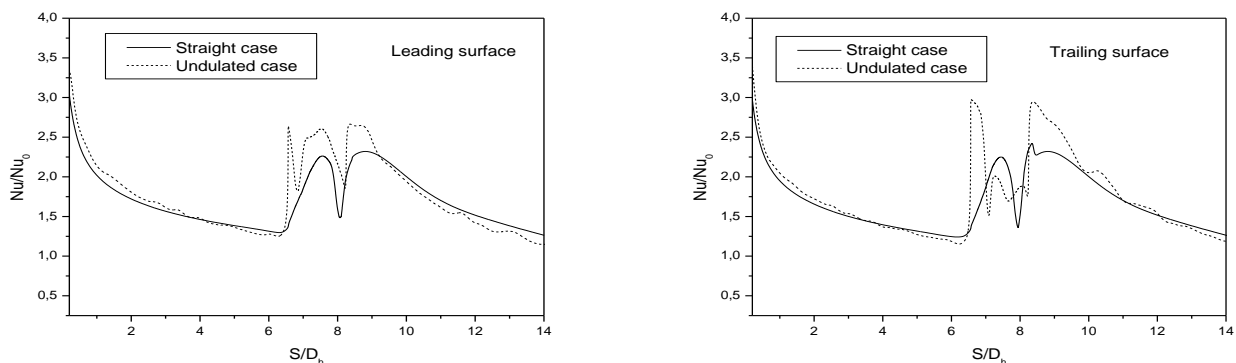 4,0
3,5
3,0
2,5
2,0
1,5
1,0
0,5
Nu/Nu₀
Straight case
Undulated case
Leading surface
2 4 6 8 10 12 14
S/Dₕ
4,0
3,5
3,0
2,5
2,0
1,5
1,0
0,5
Nu/Nu₀
Straight case
Undulated case
Trailing surface
2 4 6 8 10 12 14
S/Dₕ